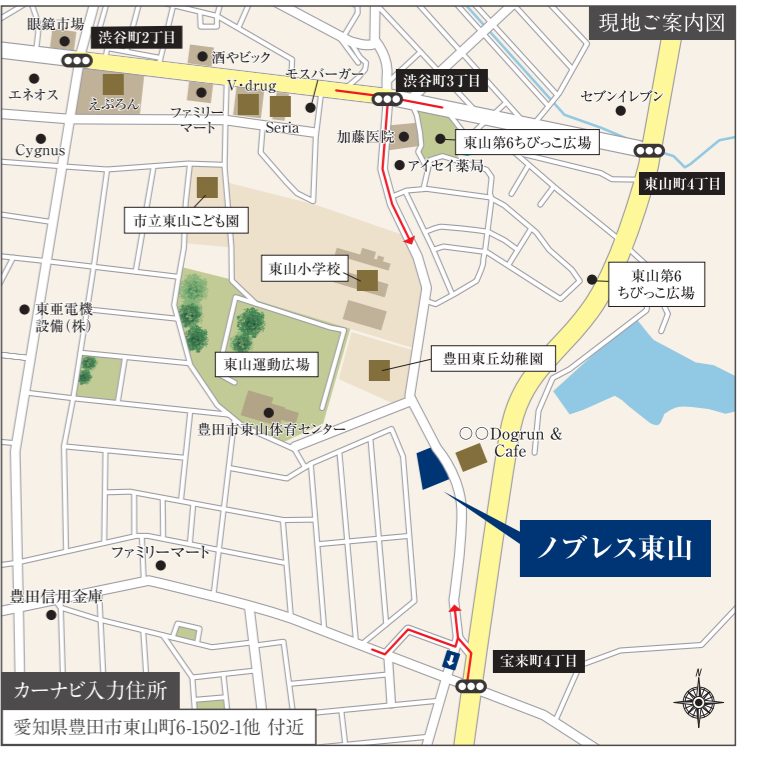 現地ご案内図
眼鏡市場
渋谷町2丁目
酒やビック
モスバーガー
渋谷町3丁目
エネオス
えぷろん
V・drug
ファミリー
マート
Seria
セブンイレブン
Cygnus
加藤医院
東山第6ちびっこ広場
アイセイ薬局
東山町4丁目
市立東山こども園
東山小学校
東山第6
ちびっこ広場
東亜電機
設備(株)
東山運動広場
豊田東丘幼稚園
豊田市東山体育センター
○○Dogrun &
Cafe
ノブレス東山
ファミリーマート
豊田信用金庫
宝来町4丁目
N
カーナビ入力住所
愛知県豊田市東山町6-1502-1他 付近